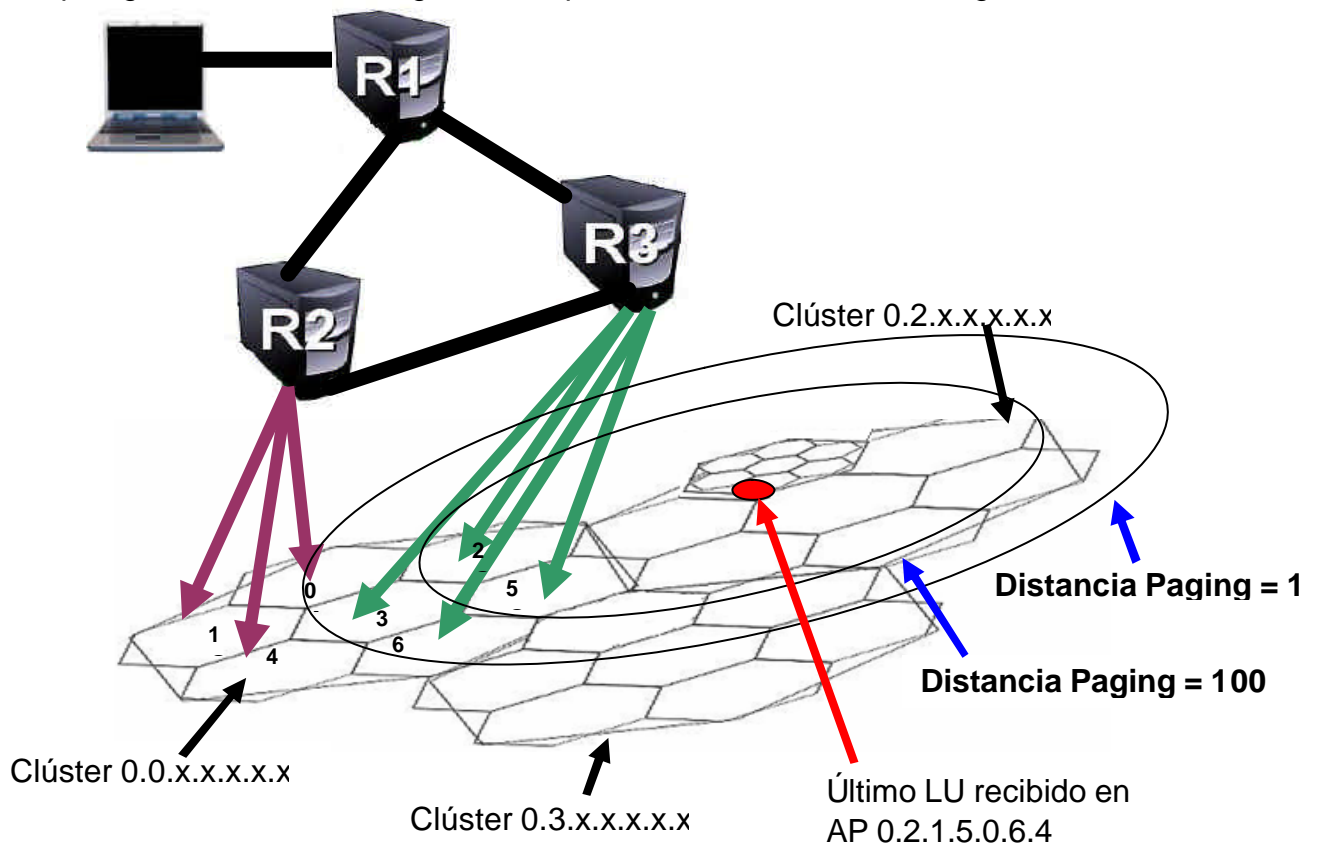 R1
R3
R2
Clúster 0.2.x.x.x.x.x
2
0
5
3
1
6
4
Distancia Paging = 1
Distancia Paging = 100
Clúster 0.0.x.x.x.x.x
Clúster 0.3.x.x.x.x.x
Último LU recibido en
AP 0.2.1.5.0.6.4